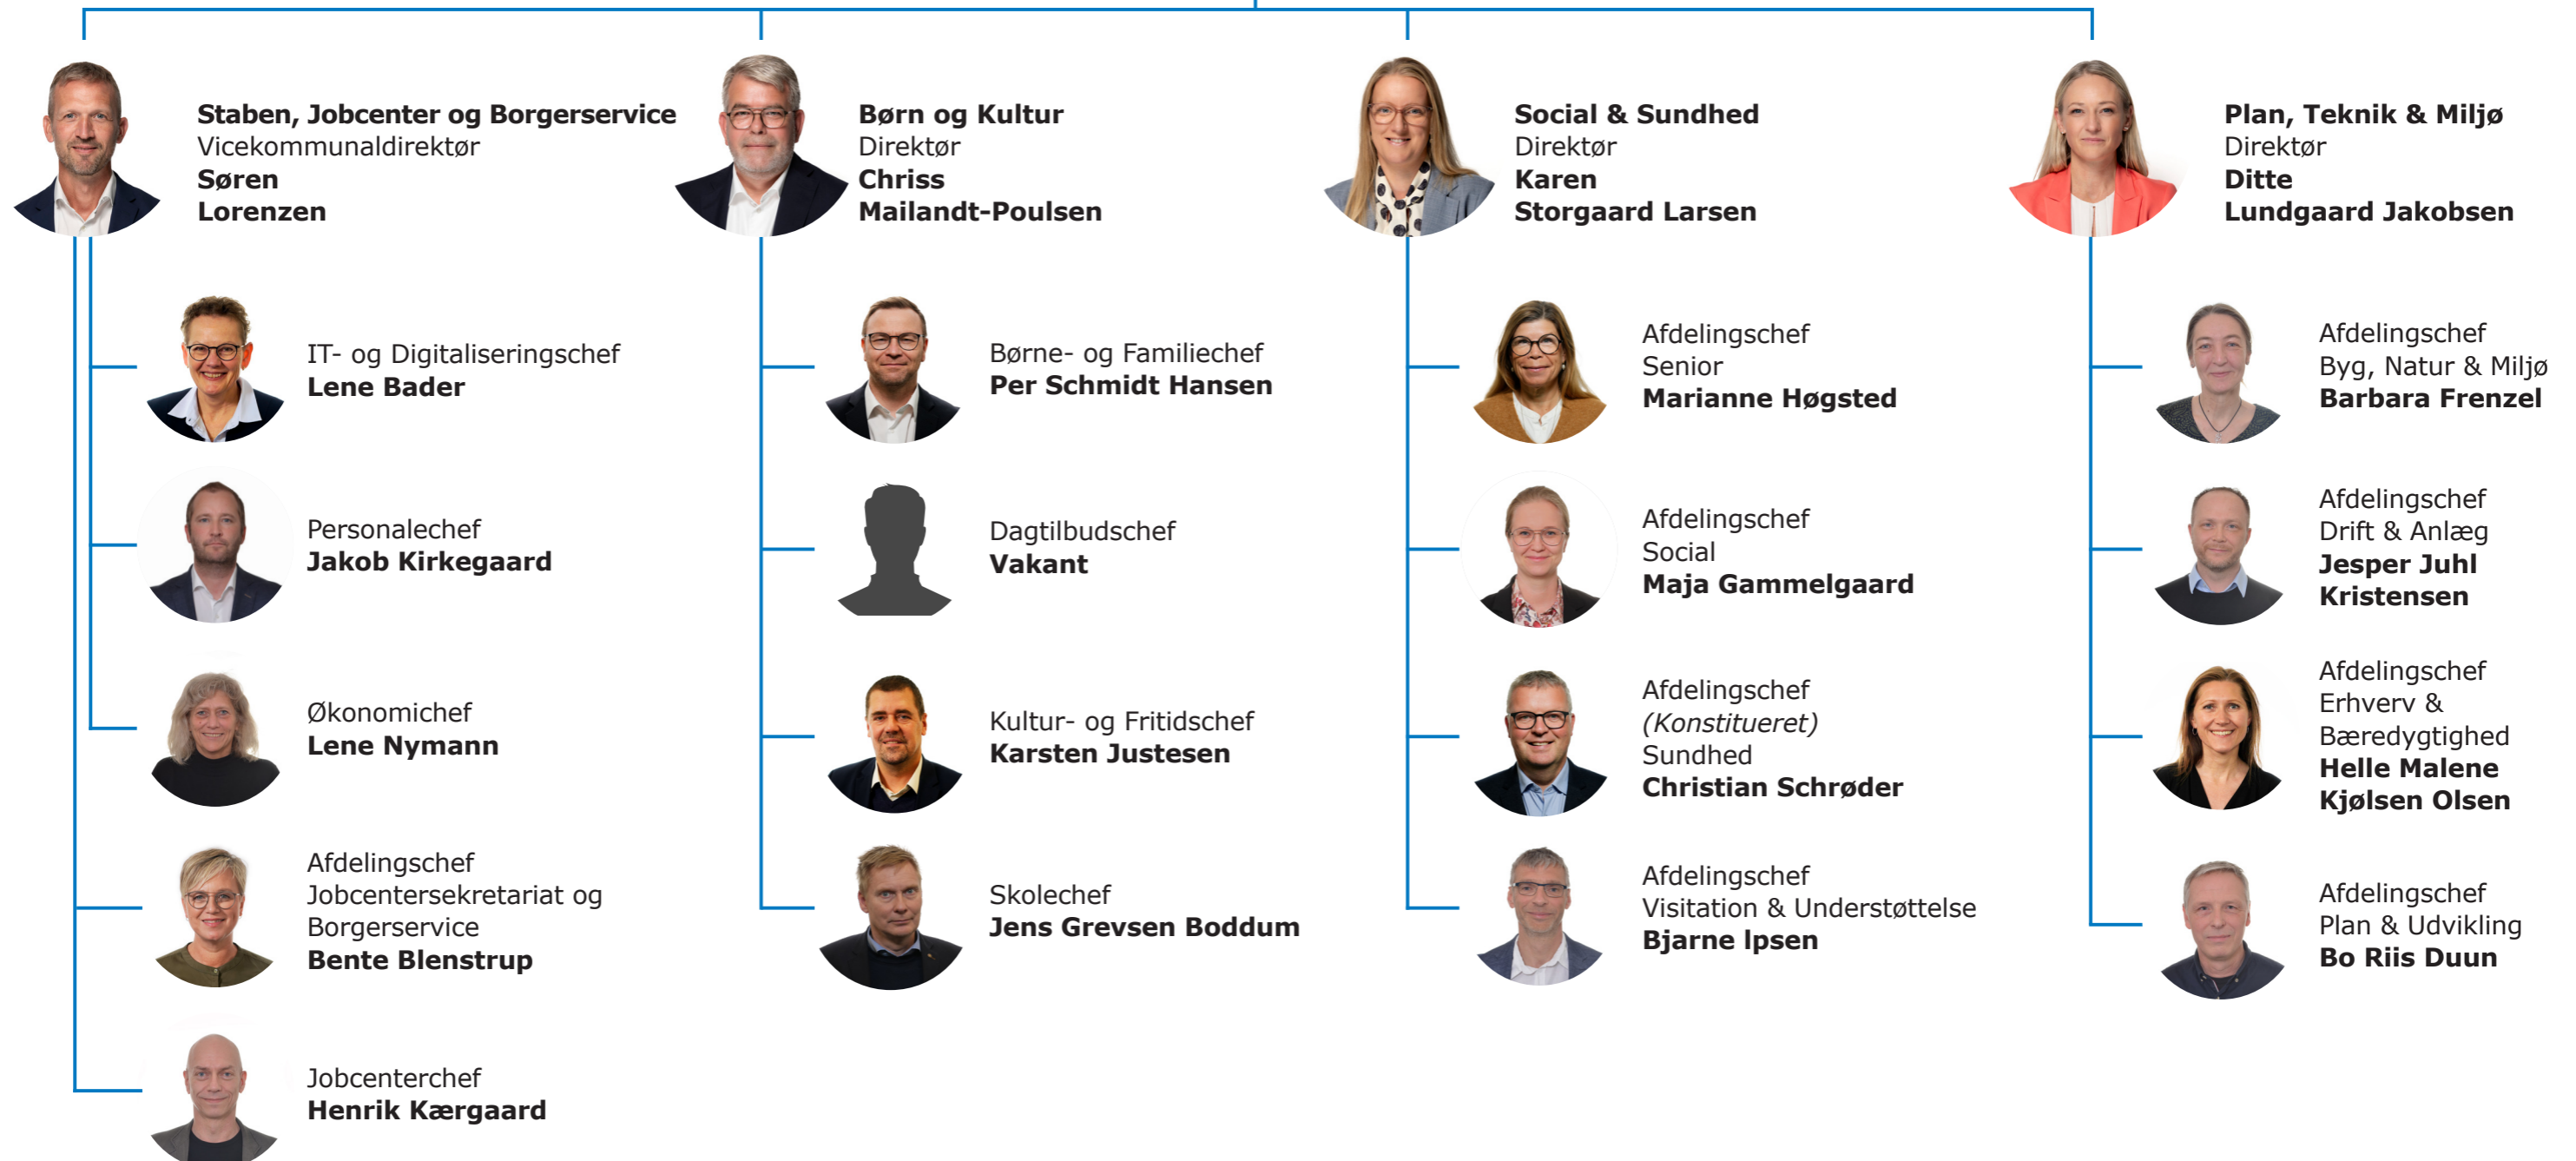 Staben, Jobcenter og Borgerservice
Vicekommunaldirektør
Søren
Lorenzen
IT- og Digitaliseringschef
Lene Bader
Personalechef
Jakob Kirkegaard
Økonomichef
Lene Nymann
Afdelingschef
Jobcentersekretariat og
Borgerservice
Bente Blenstrup
Jobcenterchef
Henrik Kærgaard
Børn og Kultur
Direktør
Chriss
Mailandt-Poulsen
Børne- og Familiechef
Per Schmidt Hansen
Dagtilbudschef
Vakant
Kultur- og Fritidschef
Karsten Justesen
Skolechef
Jens Grevsen Boddum
Social & Sundhed
Direktør
Karen
Storgaard Larsen
Afdelingschef
Senior
Marianne Høgsted
Afdelingschef
Social
Maja Gammelgaard
Afdelingschef
(Konstitueret)
Sundhed
Christian Schrøder
Afdelingschef
Visitation & Understøttelse
Bjarne lpsen
Plan, Teknik & Miljø
Direktør
Ditte
Lundgaard Jakobsen
Afdelingschef
Byg, Natur & Miljø
Barbara Frenzel
Afdelingschef
Drift & Anlæg
Jesper Juhl
Kristensen
Afdelingschef
Erhverv &
Bæredygtighed
Helle Malene
Kjølsen Olsen
Afdelingschef
Plan & Udvikling
Bo Riis Duun